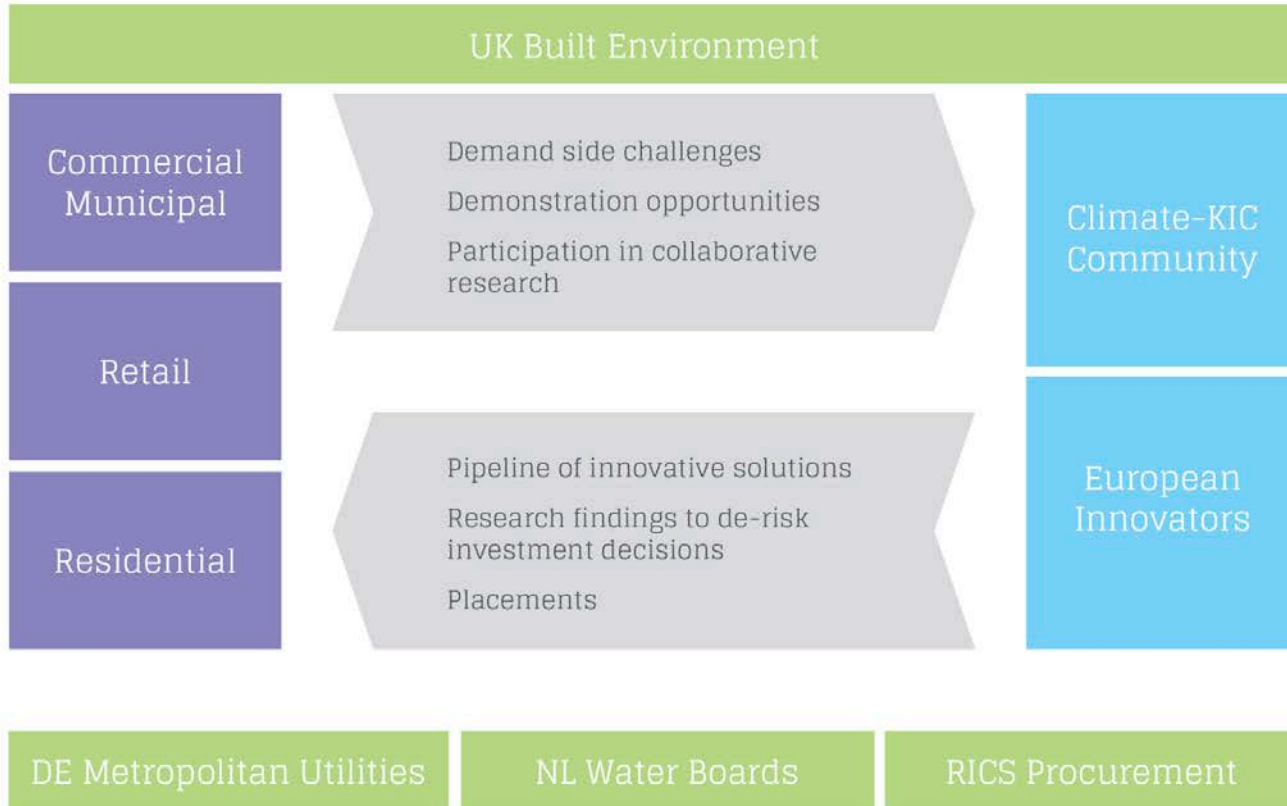 UK Built Environment
Commercial
Municipal
Retail
Residential
Demand side challenges
Demonstration opportunities
Participation in collaborative
research
Pipeline of innovative solutions
Research findings to de-risk
investment decisions
Placements
Climate-KIC
Community
European
Innovators
DE Metropolitan Utilities
NL Water Boards
RICS Procurement